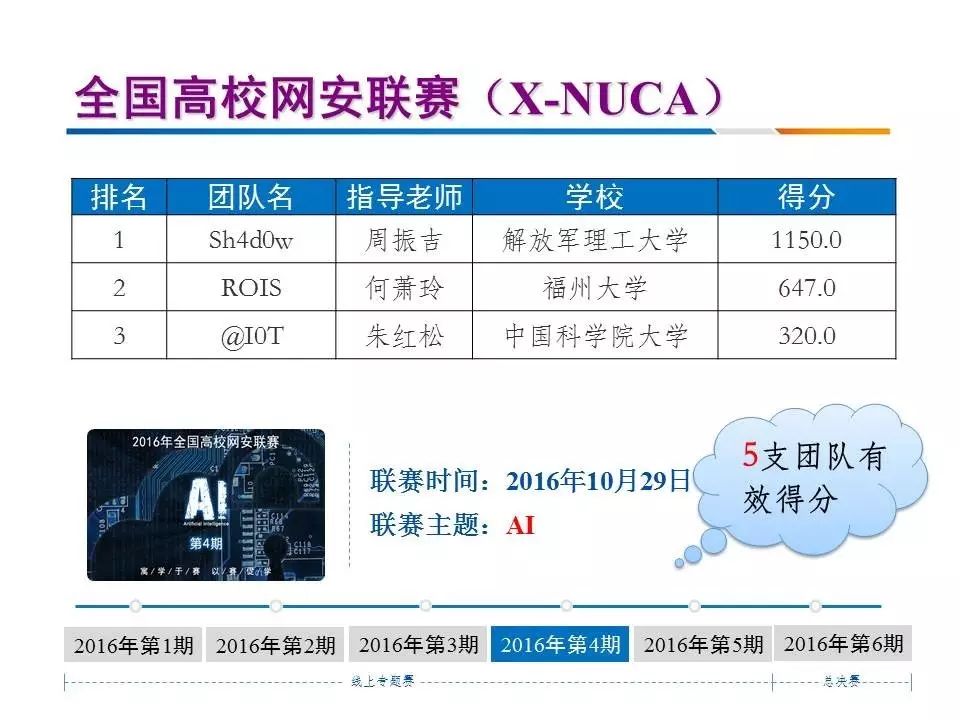 全国高校网安联赛（X-NUCA）
排名 团队名 指导老师 学校 得分
1 Sh4d0w 周振吉 解放军理工大学 1150.0
2 ROIS 何萧玲 福州大学 647.0
3 @I0T 朱红松 中国科学院大学 320.0
2016年全国高校网安联赛
AI
Artificial Intelligence
第4期
寓/学/于/赛 以/赛/促/学
联赛时间：2016年10月29日
联赛主题：AI
5支团队有
效得分
2016年第1期 2016年第2期 2016年第3期 2016年第4期 2016年第5期 2016年第6期
线上专题赛 总决赛